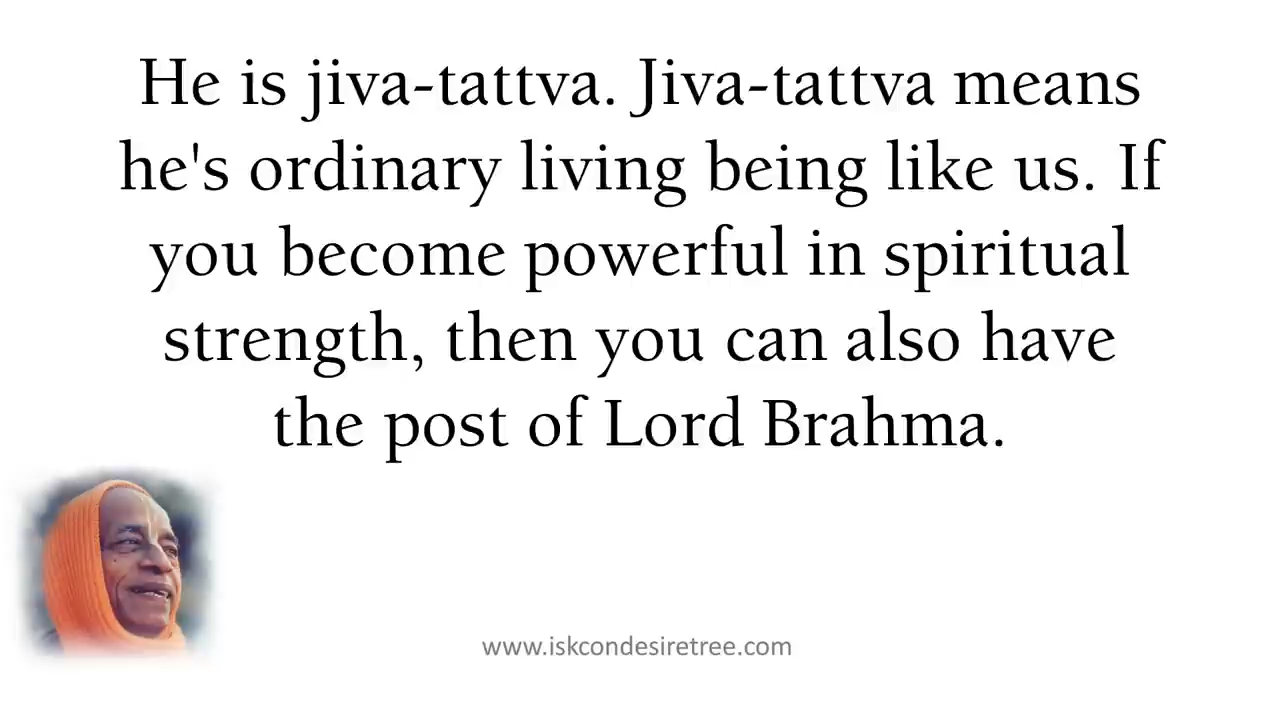 He is jiva-tattva. Jiva-tattva means
he's ordinary living being like us. If
you become powerful in spiritual
strength, then you can also have
the post of Lord Brahma.
www.iskcondesiretree.com